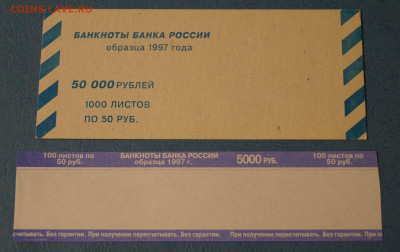 COINS-SAVE.RU
БАНКНОТЫ БАНКА РОССИИ
образца 1997 года
50 000 РУБЛЕЙ
1000 ЛИСТОВ
ПО 50 РУБ.
100 листов по 50 руб.
БАНКНОТЫ БАНКА РОССИИ образца 1997 г.
5000 РУБ.
100 листов по 50 руб.
считывать. Без гарантии. При получении пересчитывать. Без гарантии. При получении пересчитывать. Без гарантии.